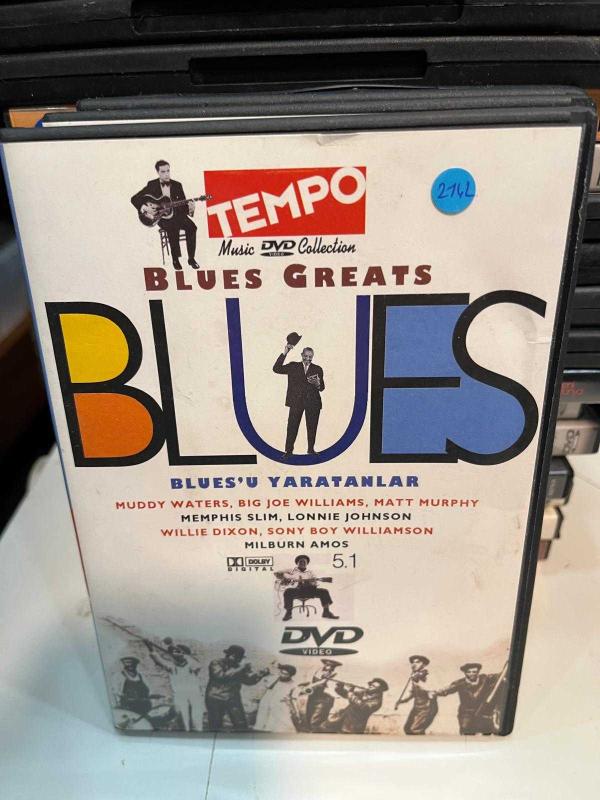 TEMPO
274L
Music DVD VIDEO Collection
BLUES GREATS
BLUES
BLUES'U YARATANLAR
MUDDY WATERS, BIG JOE WILLIAMS, MATT MURPHY
MEMPHIS SLIM, LONNIE JOHNSON
WILLIE DIXON, SONY BOY WILLIAMSON
MILBURN AMOS
DOLBY
DIGITAL
5.1
DVD
VIDEO